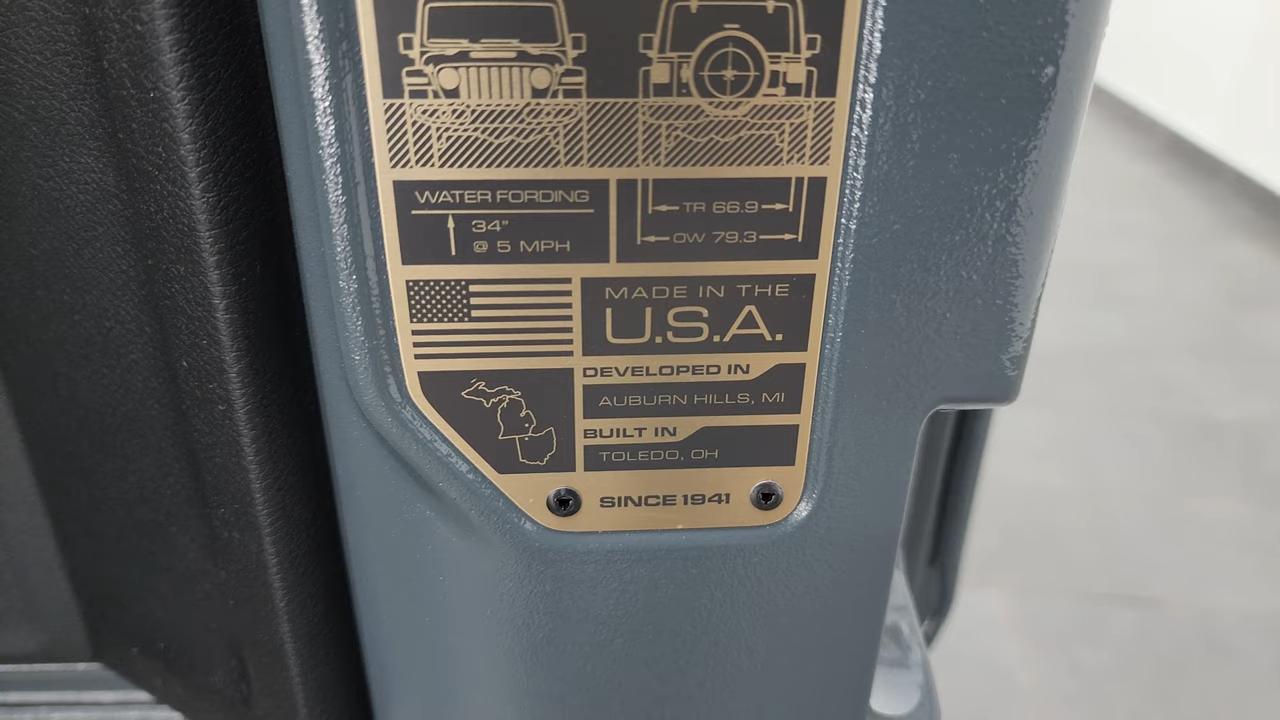 WATER FORDING
34"
@ 5 MPH
TR 66.9
OW 79.3
MADE IN THE
U.S.A.
DEVELOPED IN
AUBURN HILLS, MI
BUILT IN
TOLEDO, OH
SINCE 1941